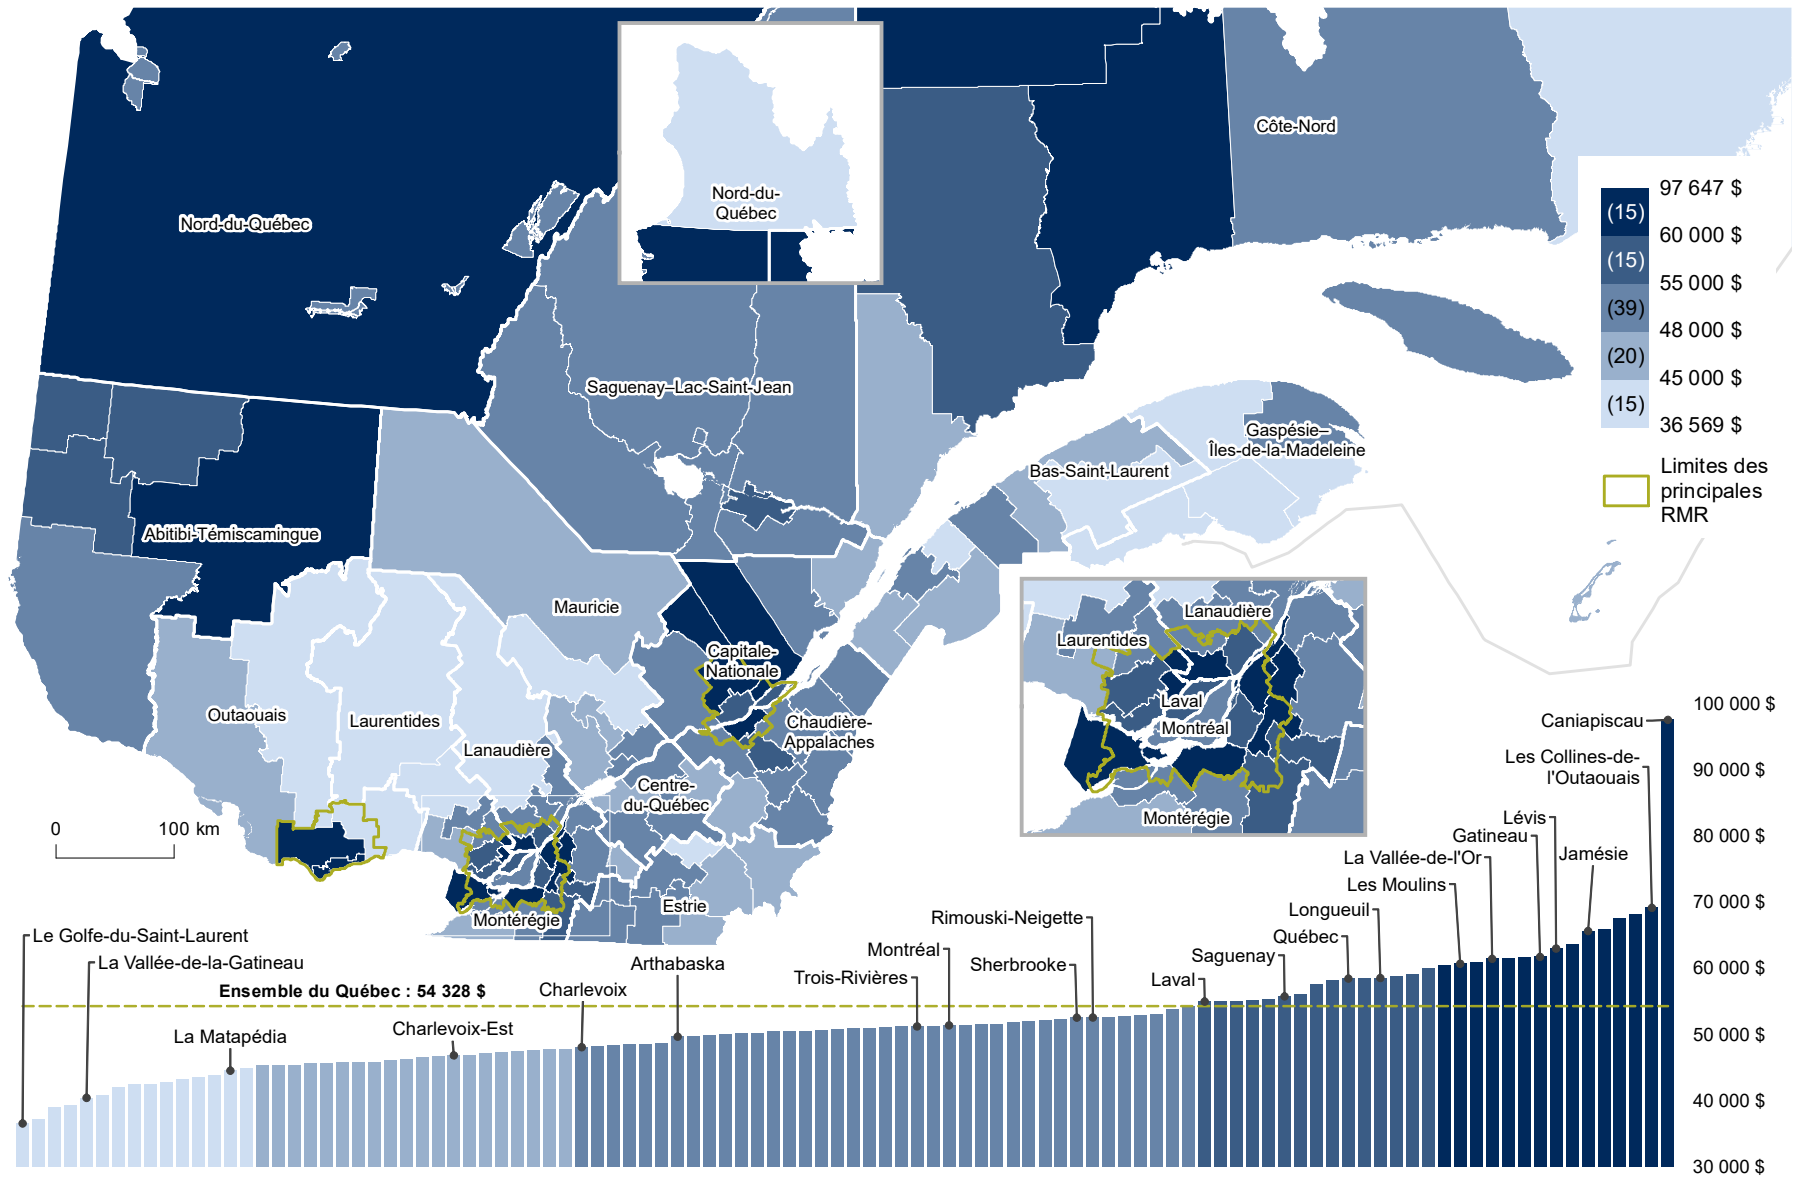 Nord-du-
Québec
Côte-Nord
Nord-du-Québec
97 647 $
(15)
60 000 $
(15)
55 000 $
(39)
48 000 $
(20)
45 000 $
(15)
36 569 $
Limites des
principales
RMR
Saguenay–Lac-Saint-Jean
Gaspésie–
Îles-de-la-Madeleine
Bas-Saint-Laurent
Abitibi-Témiscamingue
Mauricie
Capitale-
Nationale
Outaouais
Laurentides
Lanaudière
Chaudière-
Appalaches
Centre-
du-Québec
Estrie
Montérégie
Lanaudière
Laurentides
Laval
Montréal
Montérégie
0
100 km
Le Golfe-du-Saint-Laurent
La Vallée-de-la-Gatineau
Ensemble du Québec : 54 328 $
La Matapédia
Charlevoix-Est
Charlevoix
Arthabaska
Trois-Rivières
Montréal
Rimouski-Neigette
Sherbrooke
Laval
Saguenay
Québec
Longueuil
Les Moulins
La Vallée-de-l'Or
Gatineau
Lévis
Jamésie
Les Collines-de-
l'Outaouais
Caniapiscau
100 000 $
90 000 $
80 000 $
70 000 $
60 000 $
50 000 $
40 000 $
30 000 $